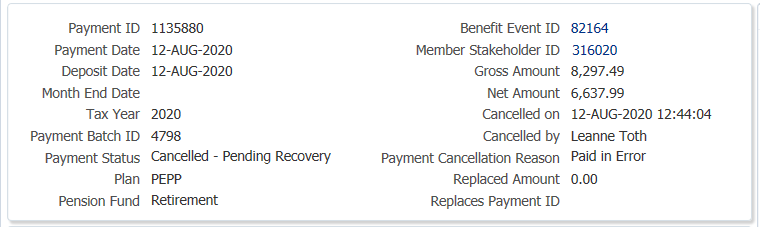 Payment ID 1135880 Benefit Event ID 82164
Payment Date 12-AUG-2020 Member Stakeholder ID 316020
Deposit Date 12-AUG-2020 Gross Amount 8,297.49
Month End Date Net Amount 6,637.99
Tax Year 2020 Cancelled on 12-AUG-2020 12:44:04
Payment Batch ID 4798 Cancelled by Leanne Toth
Payment Status Cancelled - Pending Recovery Payment Cancellation Reason Paid in Error
Plan PEPP Replaced Amount 0.00
Pension Fund Retirement Replaces Payment ID